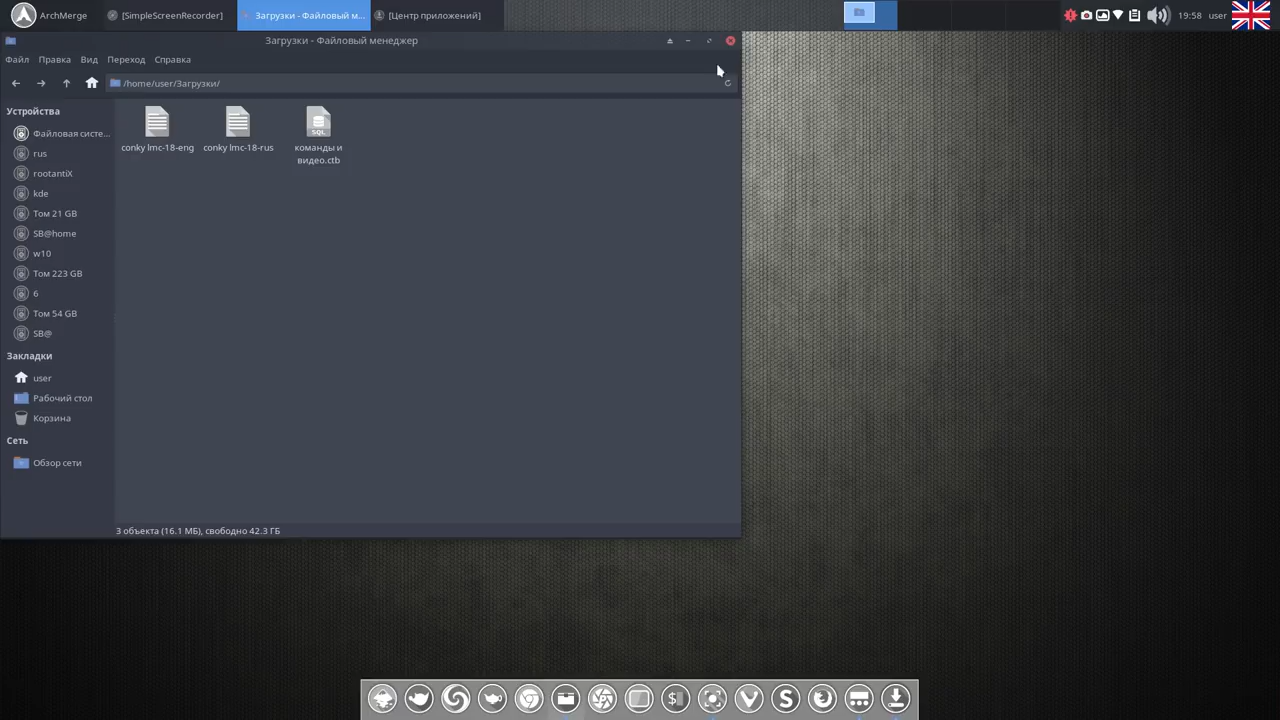 ArchMerge
[SimpleScreenRecorder]
Загрузки - Файловый м...
[Центр приложений]
19:58
user
Загрузки - Файловый менеджер
Файл
Правка
Вид
Переход
Справка
/home/user/Загрузки/
Устройства
Файловая систе...
rus
rootantiX
kde
Том 21 GB
SB@home
w10
Том 223 GB
6
Том 54 GB
SB@
Закладки
user
Рабочий стол
Корзина
Сеть
Обзор сети
conky lmc-18-eng
conky lmc-18-rus
SQL
команды и
видео.ctb
3 объекта (16.1 МБ), свободно 42.3 ГБ